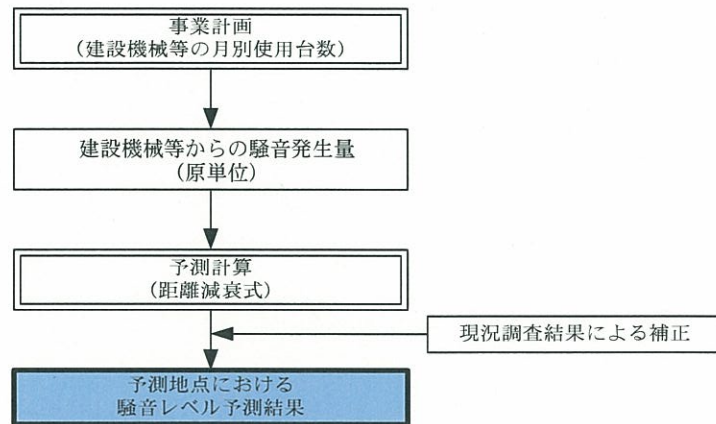 事業計画
(建設機械等の月別使用台数)
建設機械等からの騒音発生量
(原単位)
予測計算
(距離減衰式)
現況調査結果による補正
予測地点における
騒音レベル予測結果